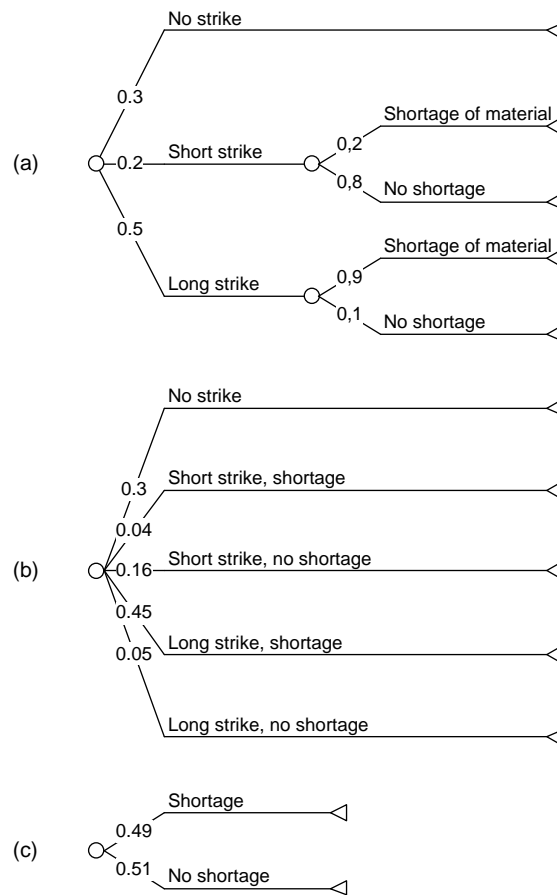 No strike
0.3
Shortage of material
0,2
(a)
0.2
Short strike
0,8
No shortage
0.5
Shortage of material
0,9
Long strike
0,1
No shortage
No strike
0.3
Short strike, shortage
0.04
(b)
0.16
Short strike, no shortage
0.45
Long strike, shortage
0.05
Long strike, no shortage
Shortage
0.49
(c)
0.51
No shortage